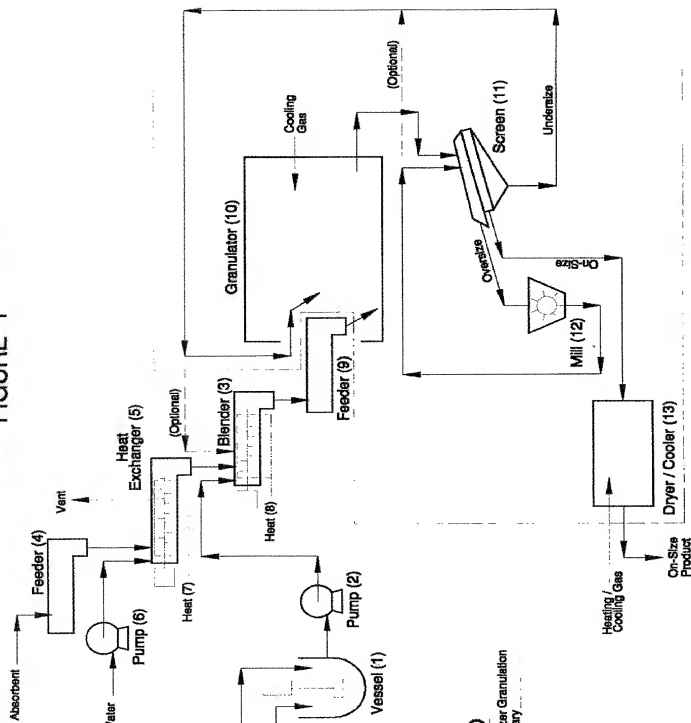 FIGURE 1
Absorbent
Feeder (4)
Vent
Pump (6)
Heat
Exchanger (5)
Heat (7)
(Optional)
Blender (3)
Heat (8)
Feeder (9)
Granulator (10)
Cooling
Gas
(Optional)
Screen (11)
Undersize
Oversize
On-Size
Mill (12)
Pump (2)
Vessel (1)
Dryer / Cooler (13)
Heating /
Cooling Gas
On-Size
Product
Granulation